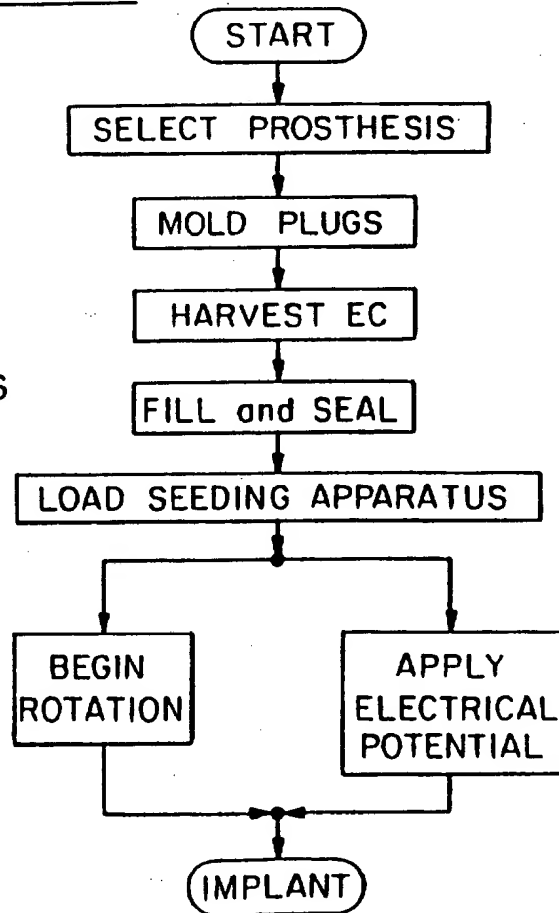 START
SELECT PROSTHESIS
MOLD PLUGS
HARVEST EC
FILL and SEAL
LOAD SEEDING APPARATUS
BEGIN
ROTATION
APPLY
ELECTRICAL
POTENTIAL
IMPLANT